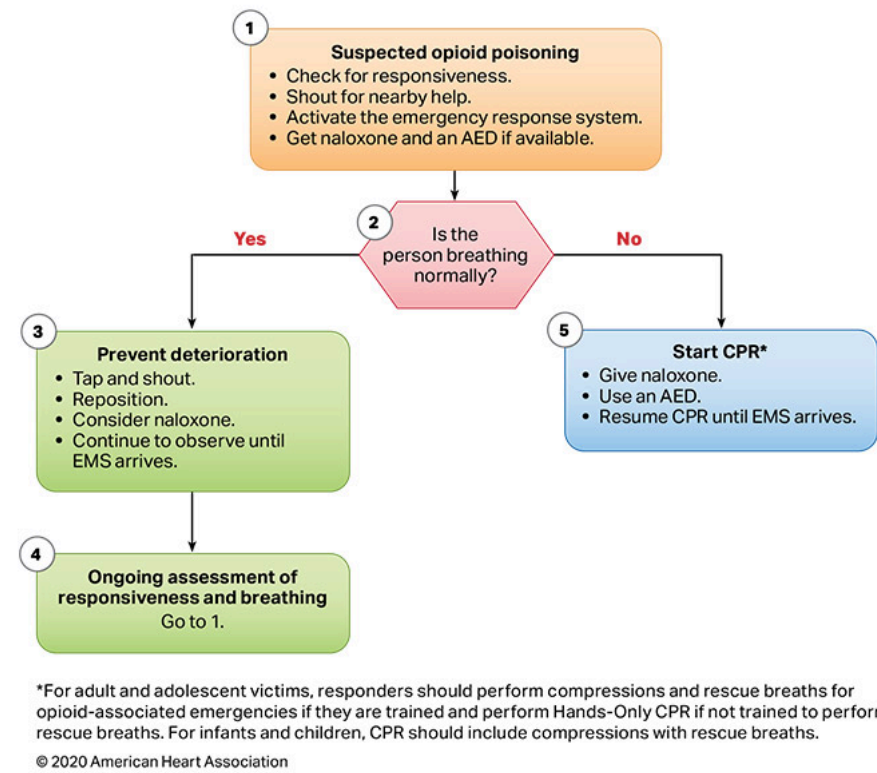 1
Suspected opioid poisoning
• Check for responsiveness.
• Shout for nearby help.
• Activate the emergency response system.
• Get naloxone and an AED if available.
2
Is the
person breathing
normally?
Yes
No
3
Prevent deterioration
• Tap and shout.
• Reposition.
• Consider naloxone.
• Continue to observe until
EMS arrives.
5
Start CPR*
• Give naloxone.
• Use an AED.
• Resume CPR until EMS arrives.
4
Ongoing assessment of
responsiveness and breathing
Go to 1.
*For adult and adolescent victims, responders should perform compressions and rescue breaths for
opioid-associated emergencies if they are trained and perform Hands-Only CPR if not trained to perform
rescue breaths. For infants and children, CPR should include compressions with rescue breaths.
© 2020 American Heart Association